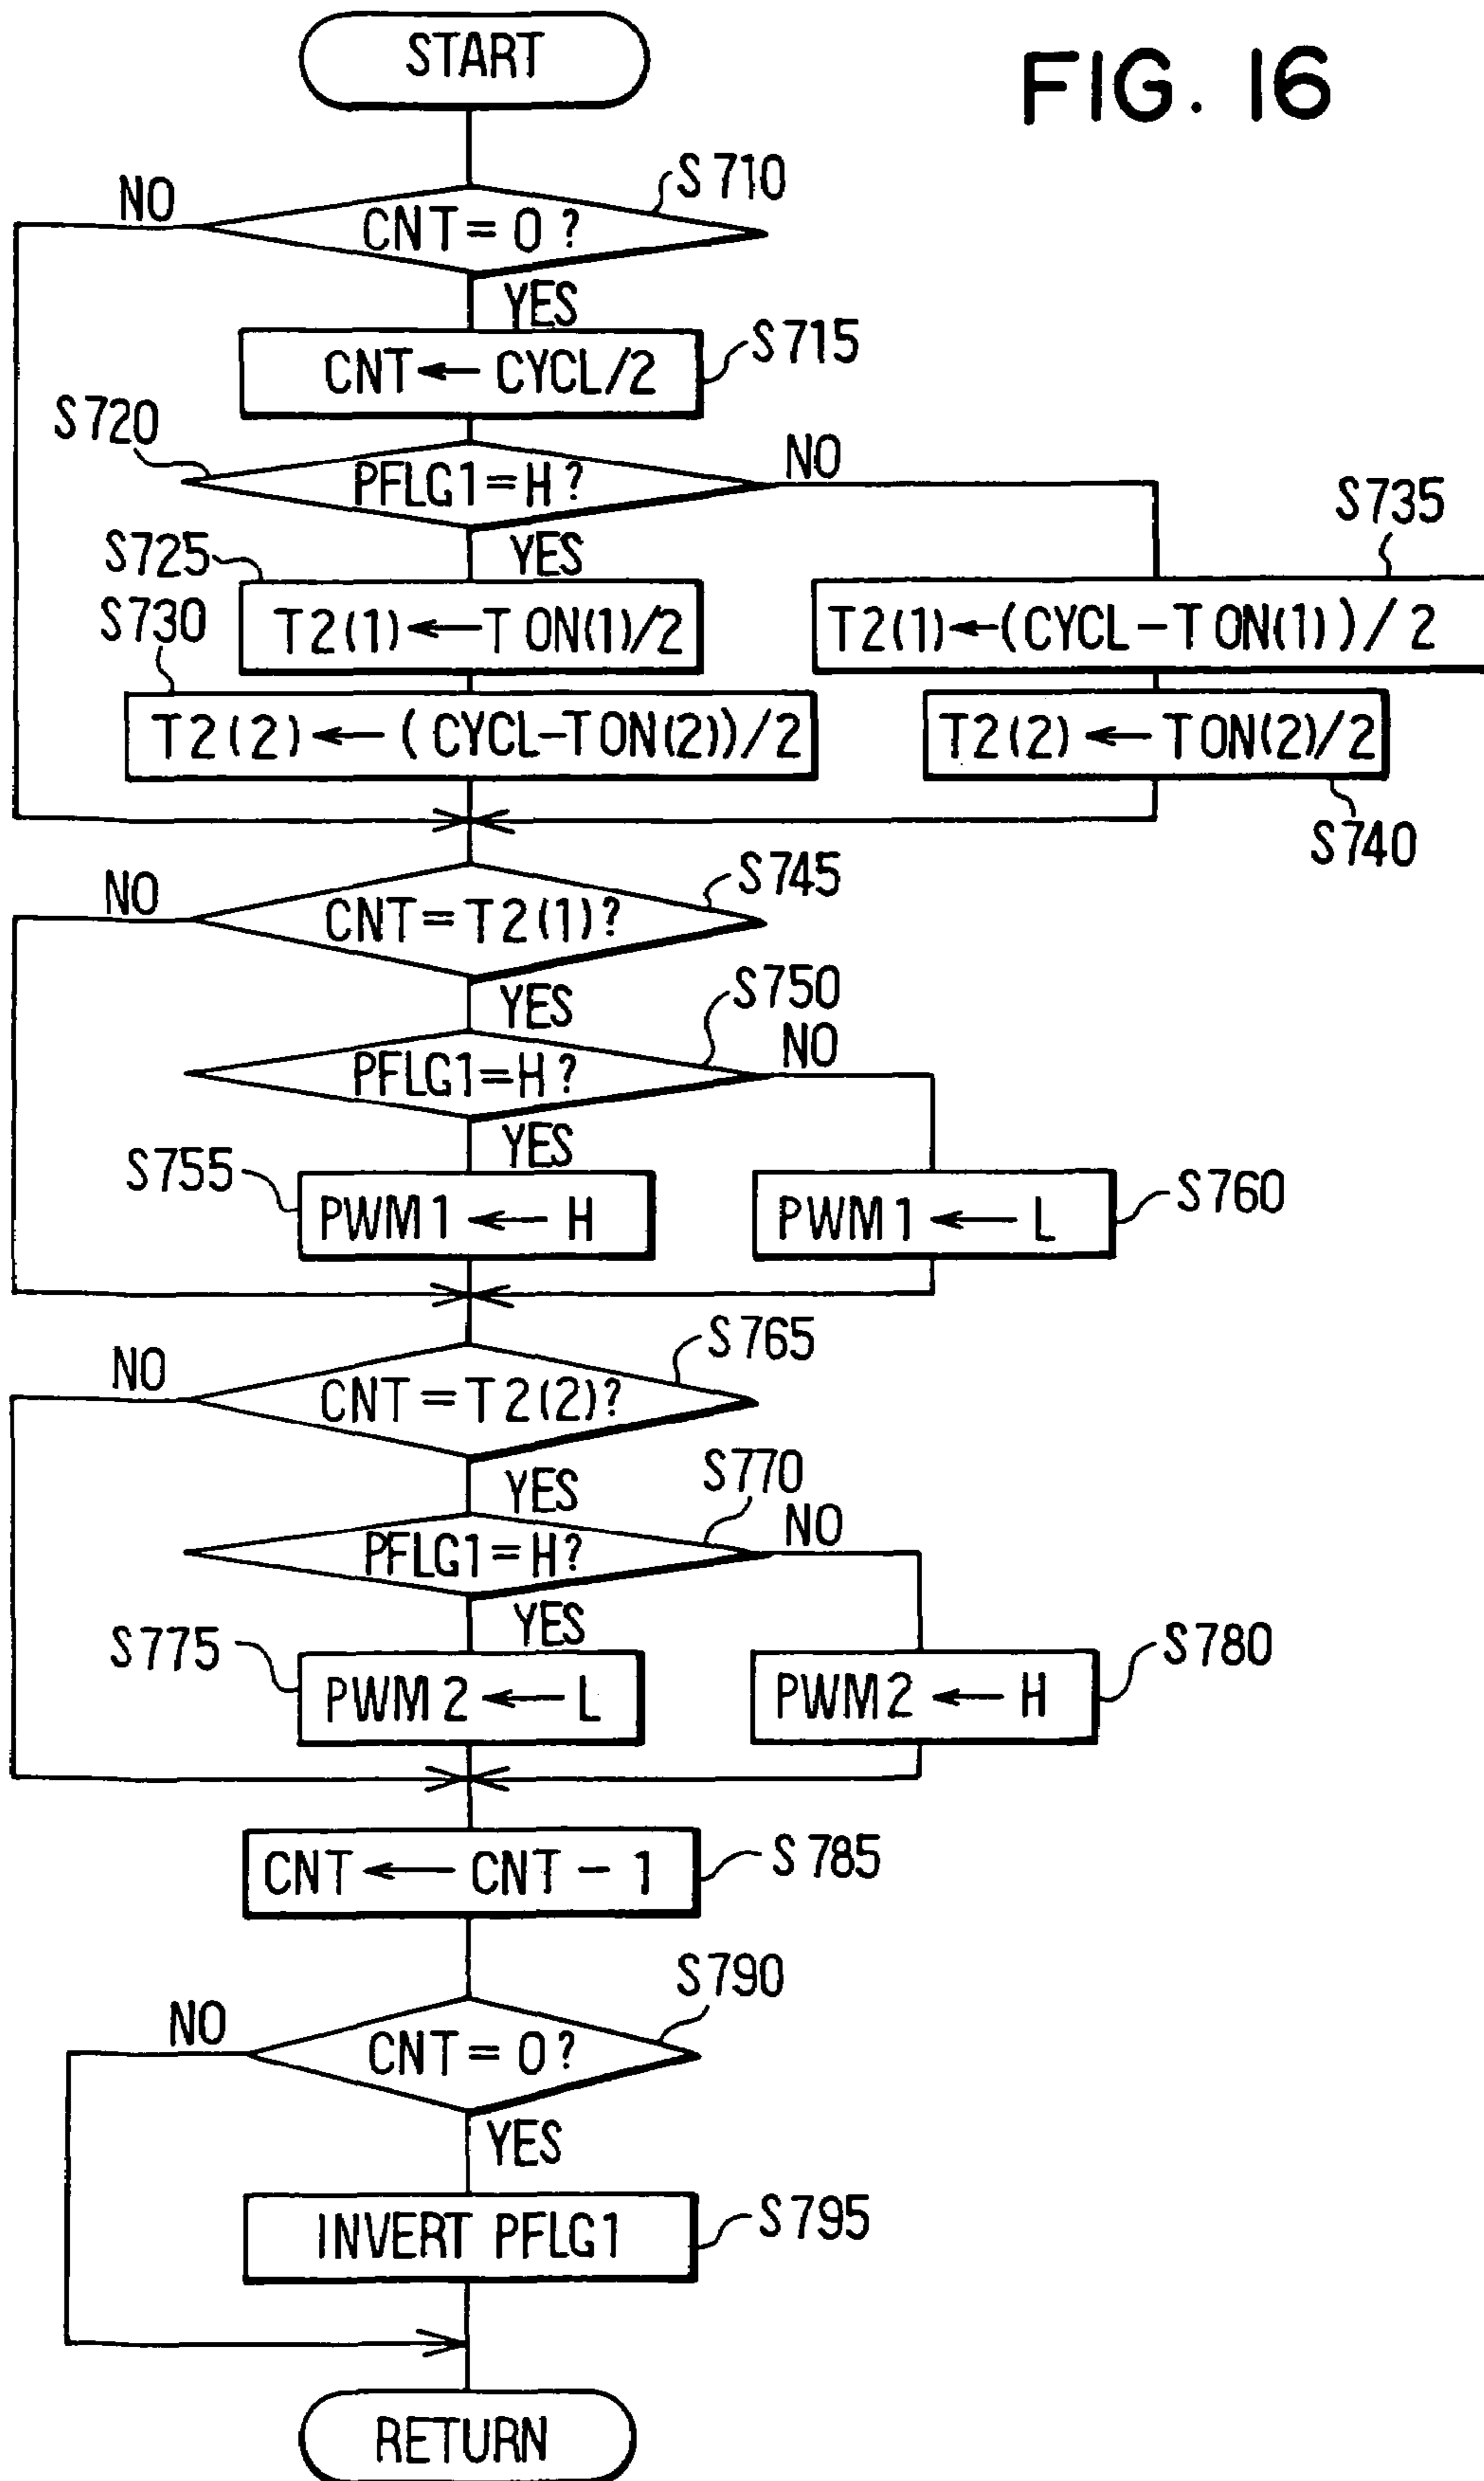 START
FIG. 16
S710
NO
CNT = 0 ?
YES
S715
CNT ← CYCL/2
S720
NO
PFLG1 = H ?
S735
S725
YES
T2(1) ← TON(1)/2
T2(1) ← (CYCL - TON(1)) / 2
S730
T2(2) ← (CYCL-TON(2))/2
T2(2) ← TON(2)/2
S740
S745
NO
CNT = T2(1)?
YES
S750
NO
PFLG1 = H ?
YES
S755
PWM1 ← H
PWM1 ← L
S760
S765
NO
CNT = T2(2)?
YES
S770
NO
PFLG1 = H?
YES
S775
PWM2 ← L
PWM2 ← H
S780
CNT ← CNT - 1
S785
S790
NO
CNT = 0?
YES
INVERT PFLG1
S795
RETURN